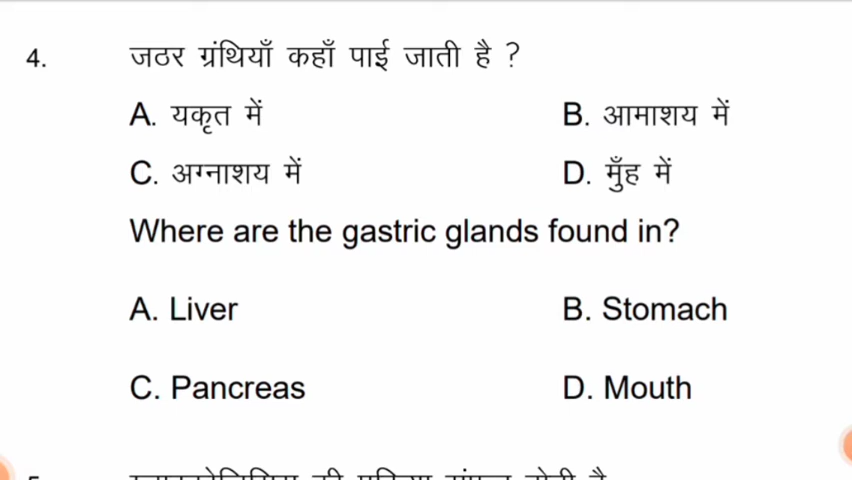 4. जठर ग्रंथियाँ कहाँ पाई जाती है ?
A. यकृत में B. आमाशय में
C. अग्नाशय में D. मुँह में
Where are the gastric glands found in?
A. Liver B. Stomach
C. Pancreas D. Mouth